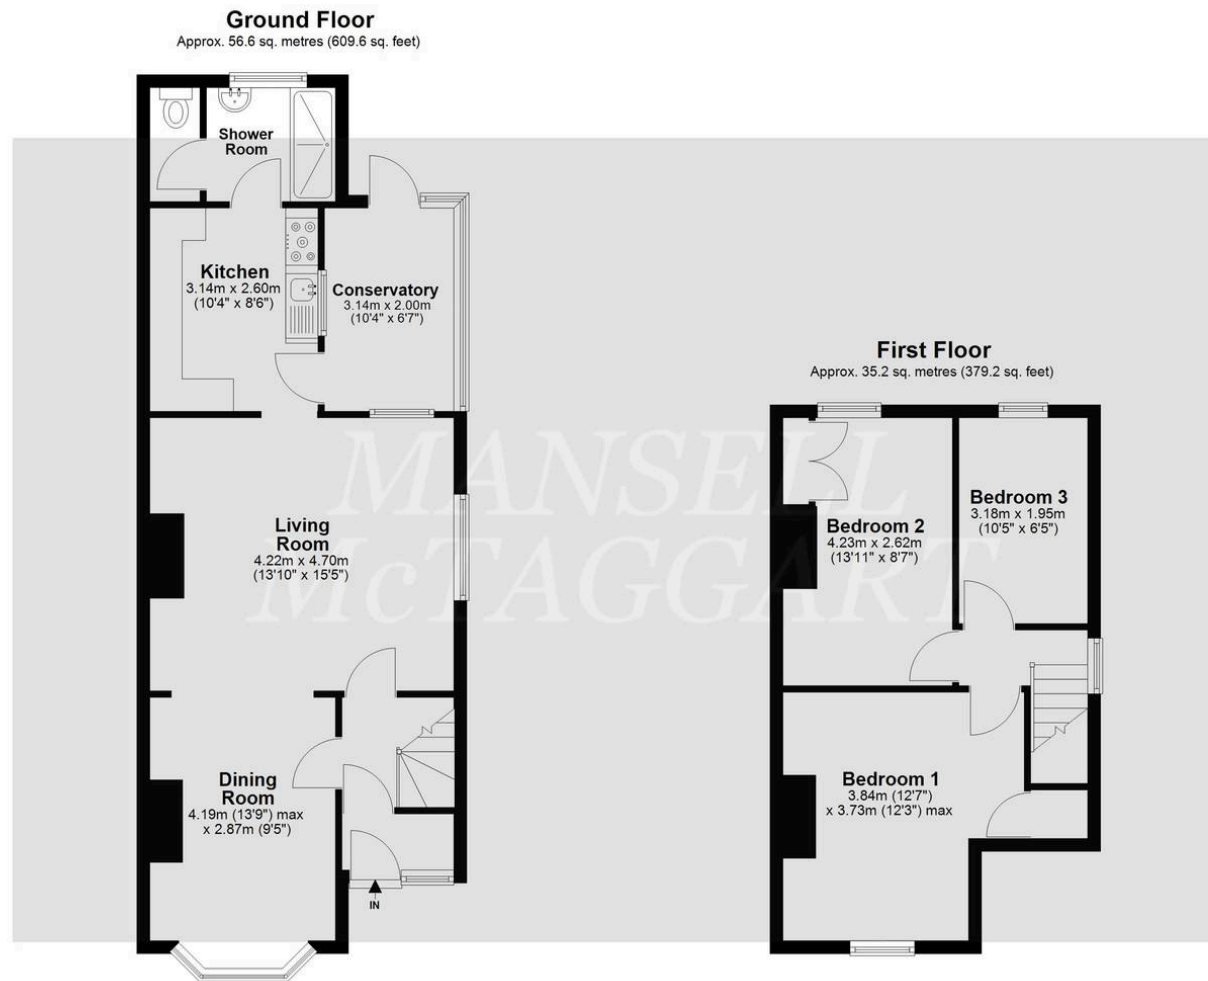 Ground Floor
Approx. 56.6 sq. metres (609.6 sq. feet)
Shower
Room
Kitchen
3.14m x 2.60m
(10'4" x 8'6")
Conservatory
3.14m x 2.00m
(10'4" x 6'7")
Living
Room
4.22m x 4.70m
(13'10" x 15'5")
Dining
Room
4.19m (13'9") max
x 2.87m (9'5")
IN
First Floor
Approx. 35.2 sq. metres (379.2 sq. feet)
Bedroom 2
4.23m x 2.62m
(13'11" x 8'7")
Bedroom 3
3.18m x 1.95m
(10'5" x 6'5")
Bedroom 1
3.84m (12'7")
x 3.73m (12'3") max
MANSELL
McTAGGART